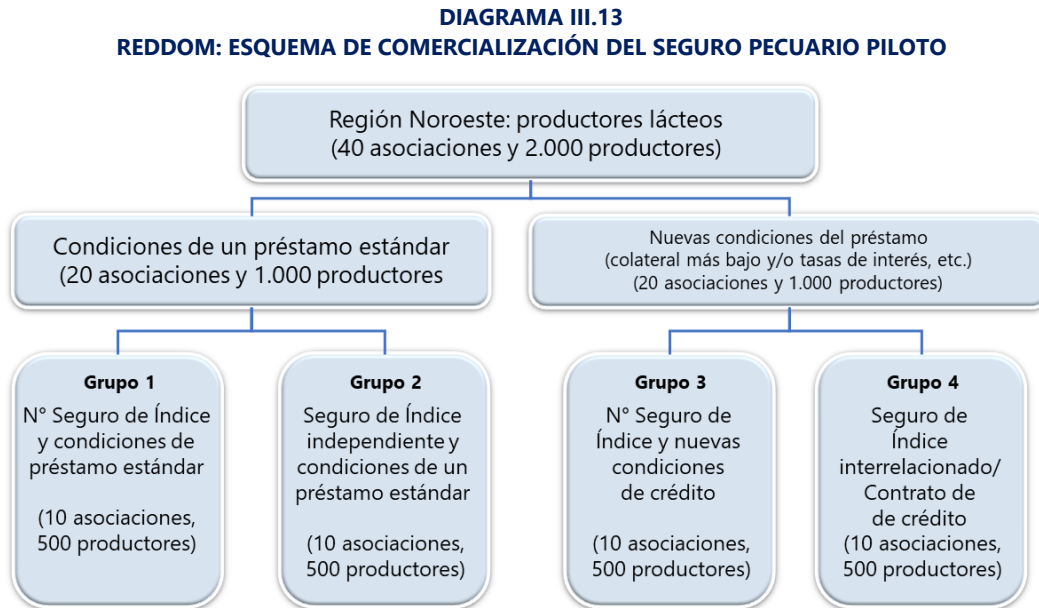 DIAGRAMA III.13
REDDOM: ESQUEMA DE COMERCIALIZACIÓN DEL SEGURO PECUARIO PILOTO
Región Noroeste: productores lácteos
(40 asociaciones y 2.000 productores)
Condiciones de un préstamo estándar
(20 asociaciones y 1.000 productores
Nuevas condiciones del préstamo
(colateral más bajo y/o tasas de interés, etc.)
(20 asociaciones y 1.000 productores)
Grupo 1
N° Seguro de Índice
y condiciones de
préstamo estándar
(10 asociaciones,
500 productores)
Grupo 2
Seguro de Índice
independiente y
condiciones de un
préstamo estándar
(10 asociaciones,
500 productores)
Grupo 3
N° Seguro de
Índice y nuevas
condiciones
de crédito
(10 asociaciones,
500 productores)
Grupo 4
Seguro de
Índice
interrelacionado/
Contrato de
de crédito
(10 asociaciones,
500 productores)